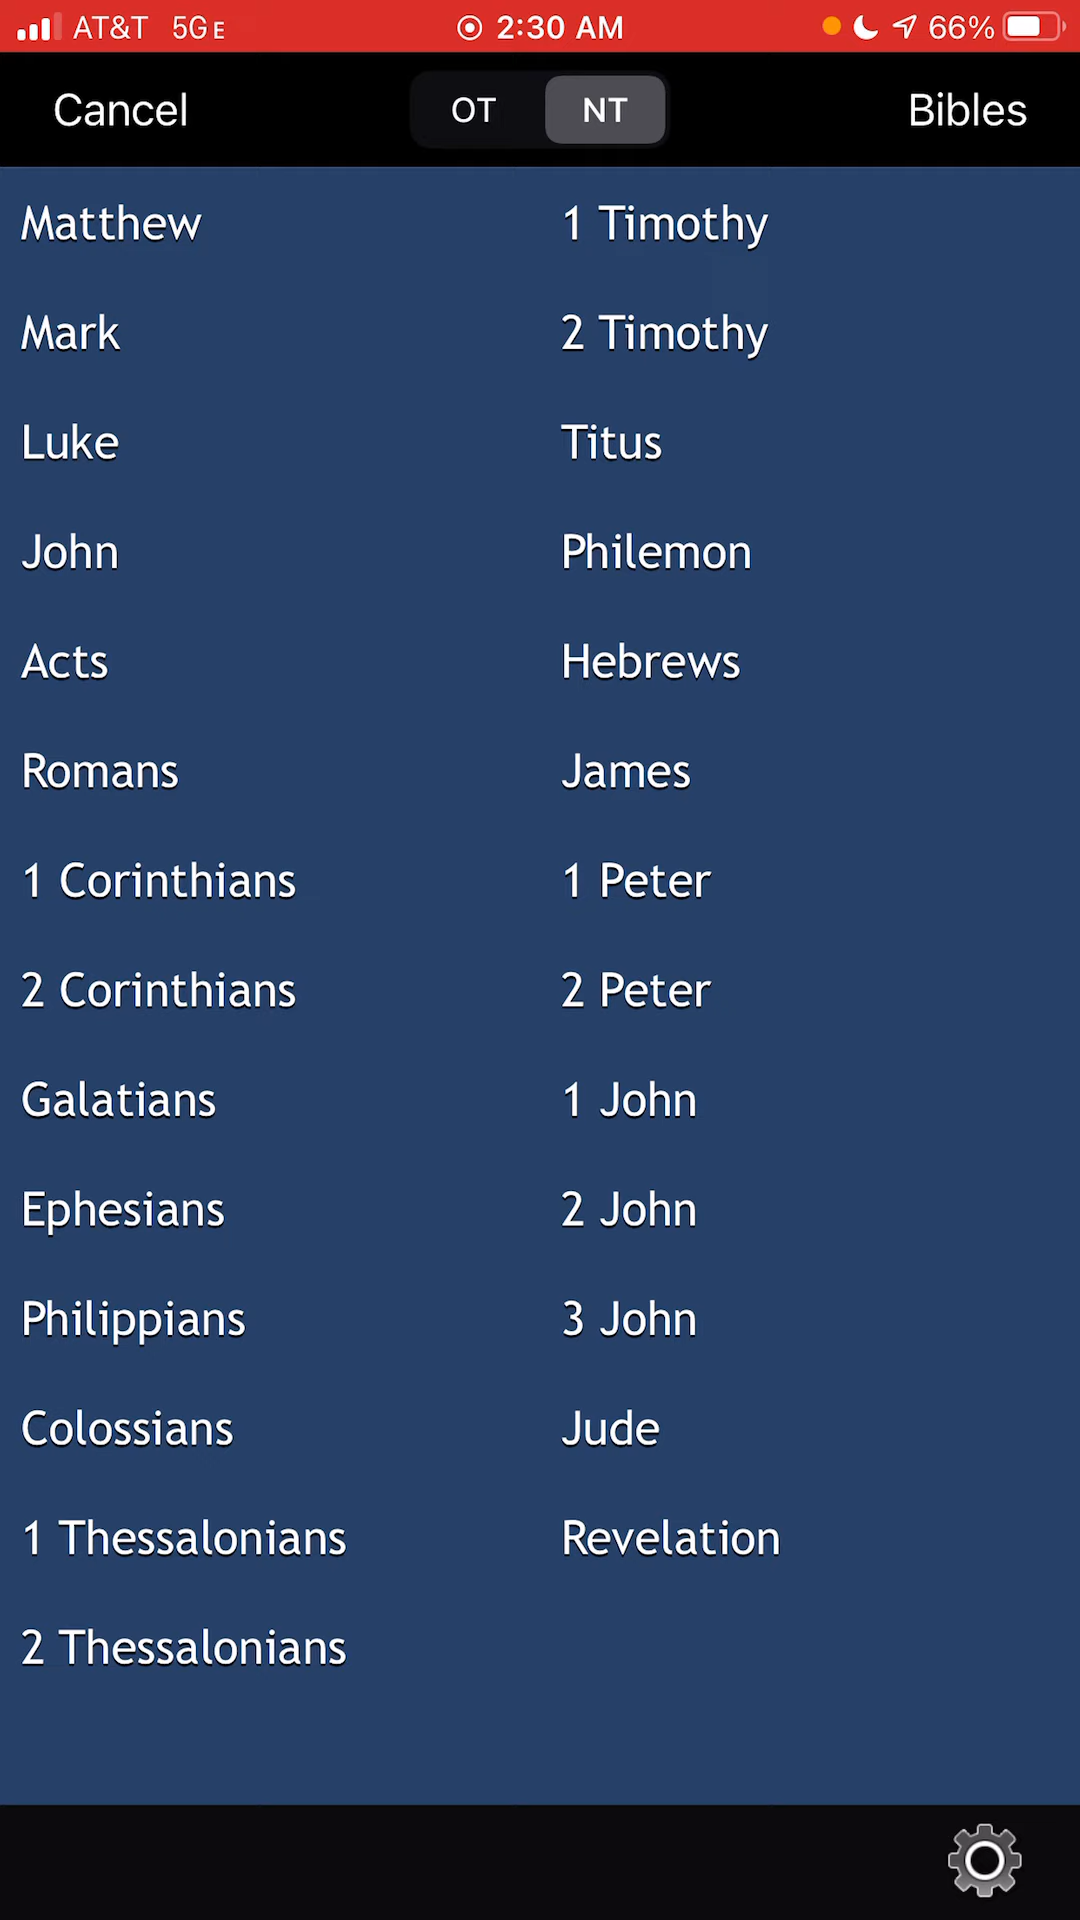 AT&T 5GE 2:30 AM 66%
Cancel OT NT Bibles
Matthew
Mark
Luke
John
Acts
Romans
1 Corinthians
2 Corinthians
Galatians
Ephesians
Philippians
Colossians
1 Thessalonians
2 Thessalonians
1 Timothy
2 Timothy
Titus
Philemon
Hebrews
James
1 Peter
2 Peter
1 John
2 John
3 John
Jude
Revelation